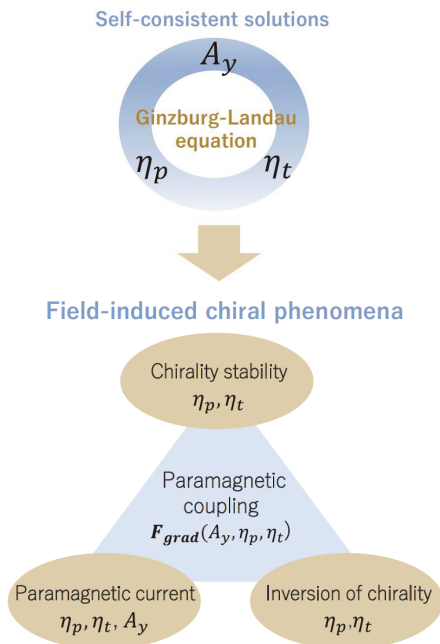 Self-consistent solutions
A_y
Ginzburg-Landau
equation
η_p
η_t
Field-induced chiral phenomena
Chirality stability
η_p, η_t
Paramagnetic
coupling
F_grad(A_y, η_p, η_t)
Paramagnetic current
η_p, η_t, A_y
Inversion of chirality
η_p, η_t